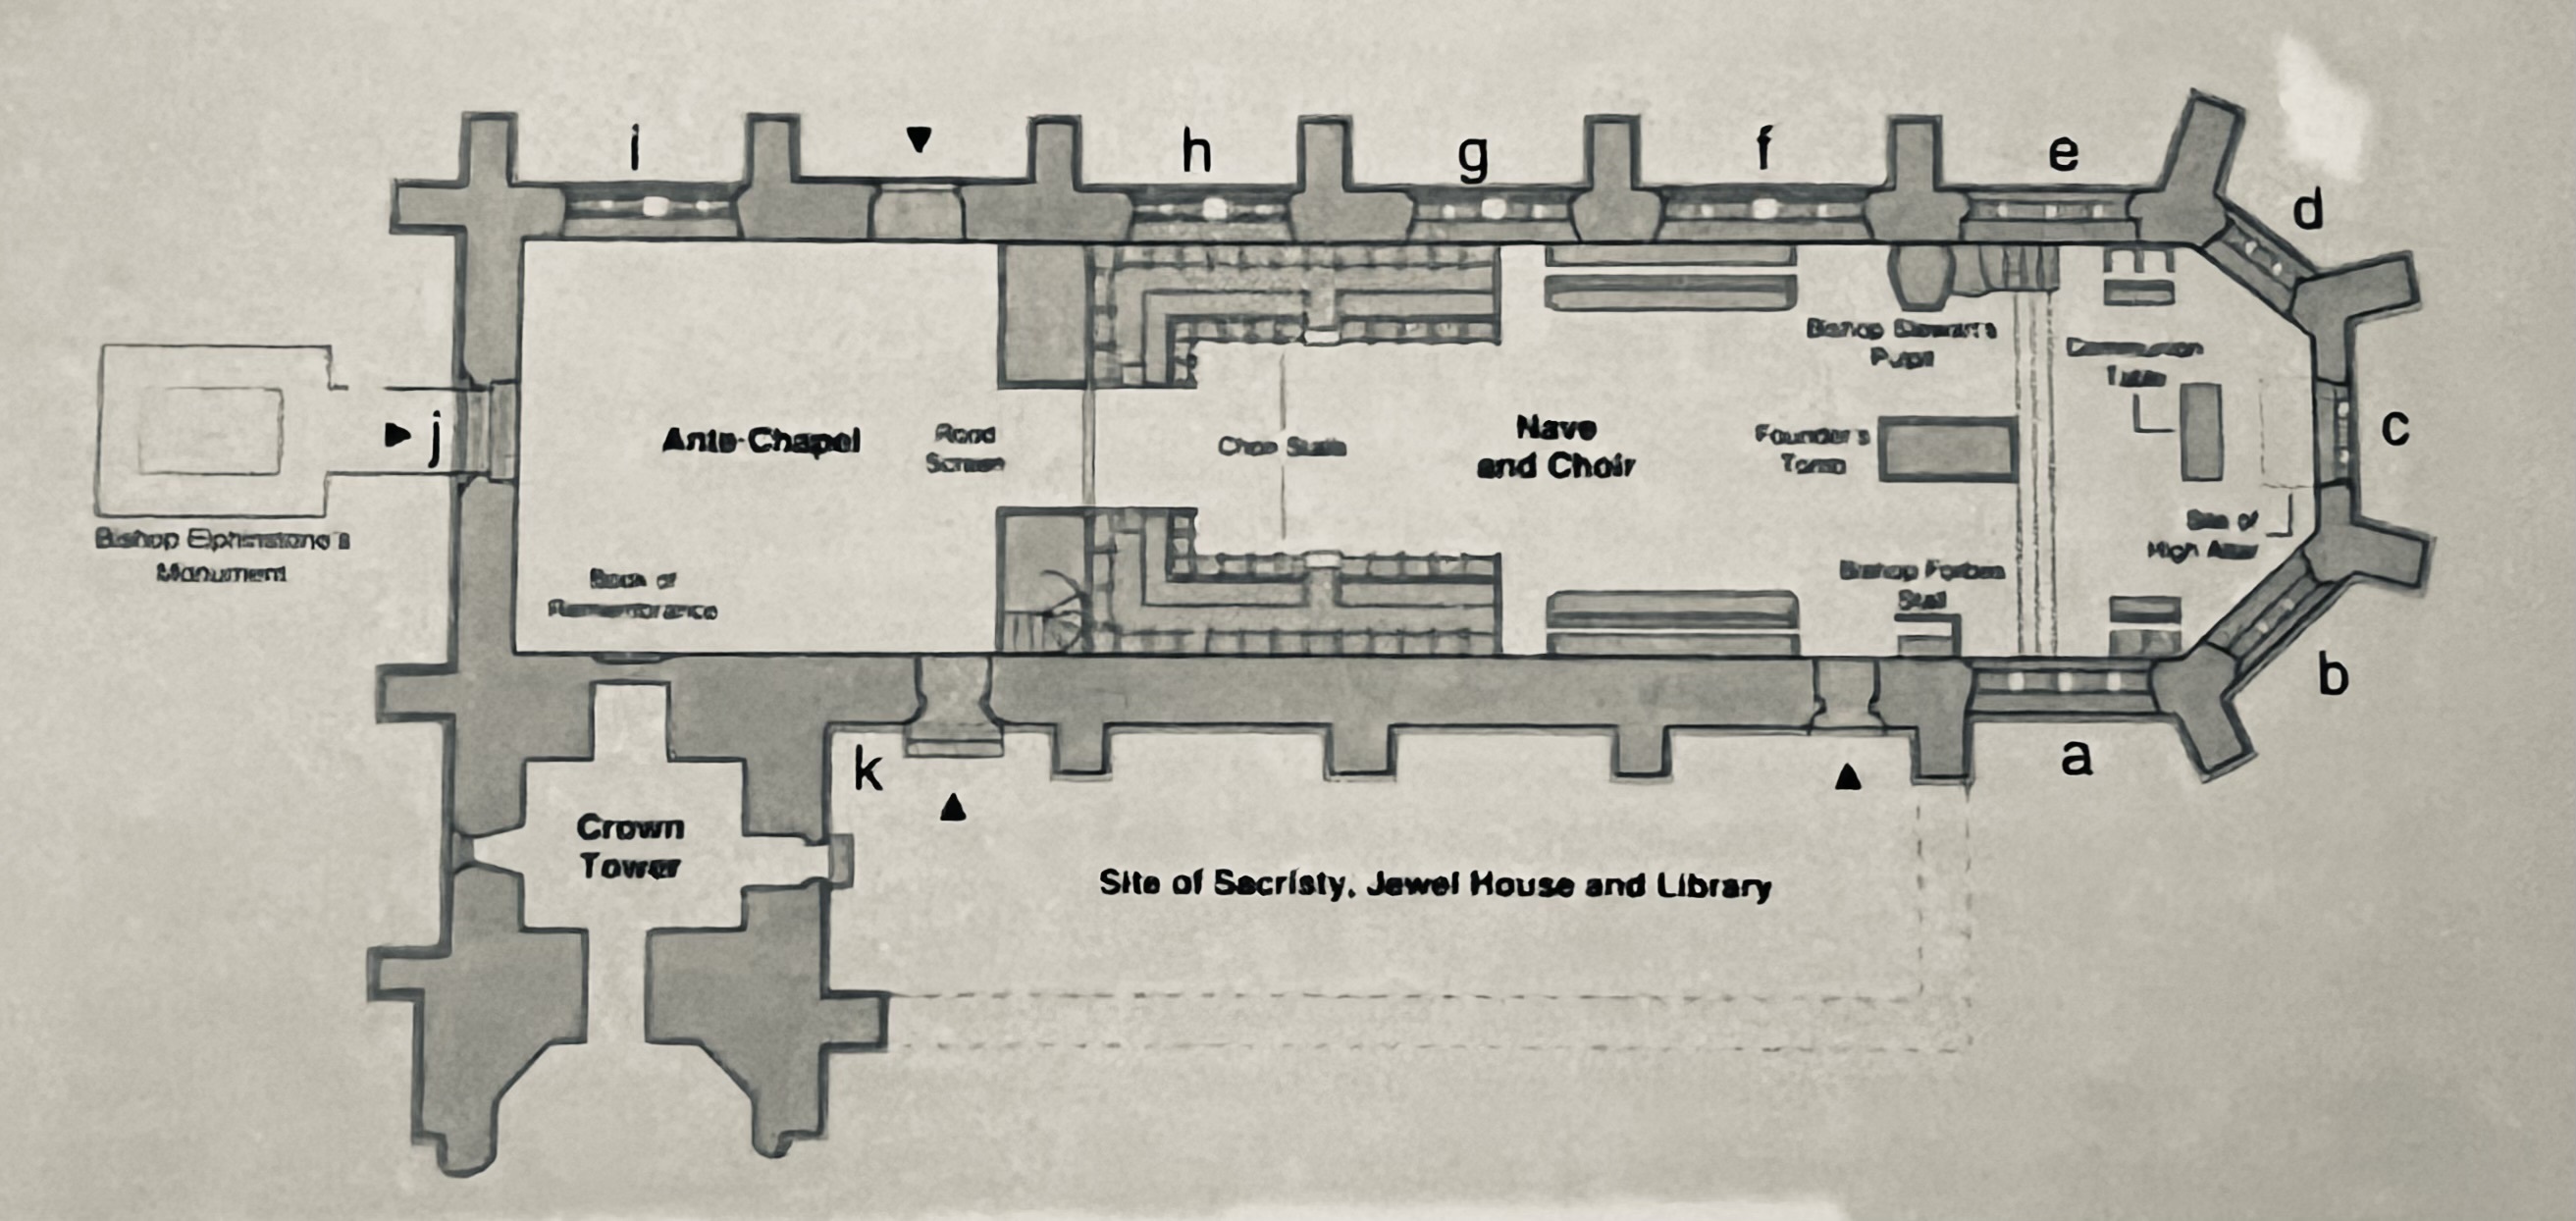 i
h
g
f
e
d
Bishop Stewart's
Pulpit
Communion
Table
j
Ante-Chapel
Rood
Screen
Choir Stalls
Nave
and Choir
Founder's
Tomb
c
Site of
High Altar
Bishop Elphinstone's
Monument
Book of
Remembrance
Bishop Forbes
Stall
b
k
a
Crown
Tower
Site of Sacristy, Jewel House and Library